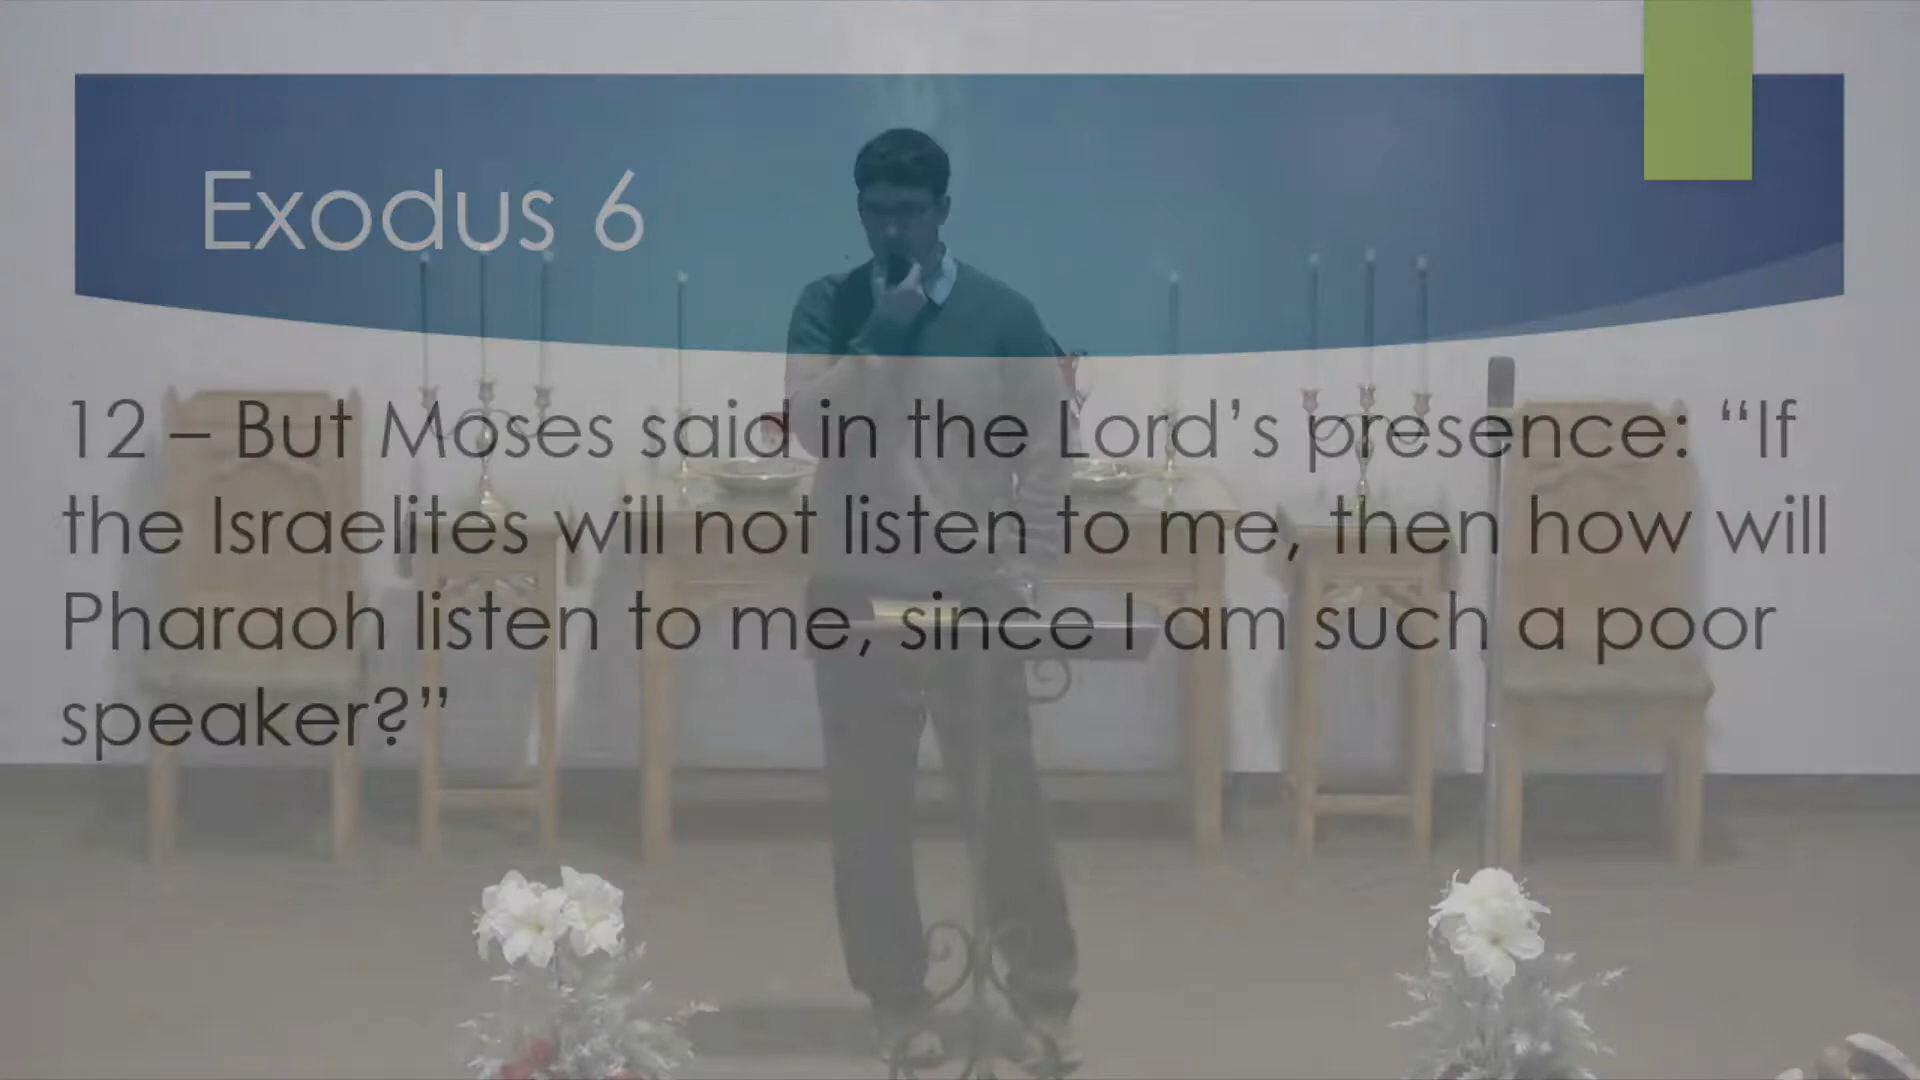 Exodus 6
12 – But Moses said in the Lord’s presence: “If
the Israelites will not listen to me, then how will
Pharaoh listen to me, since I am such a poor
speaker?”